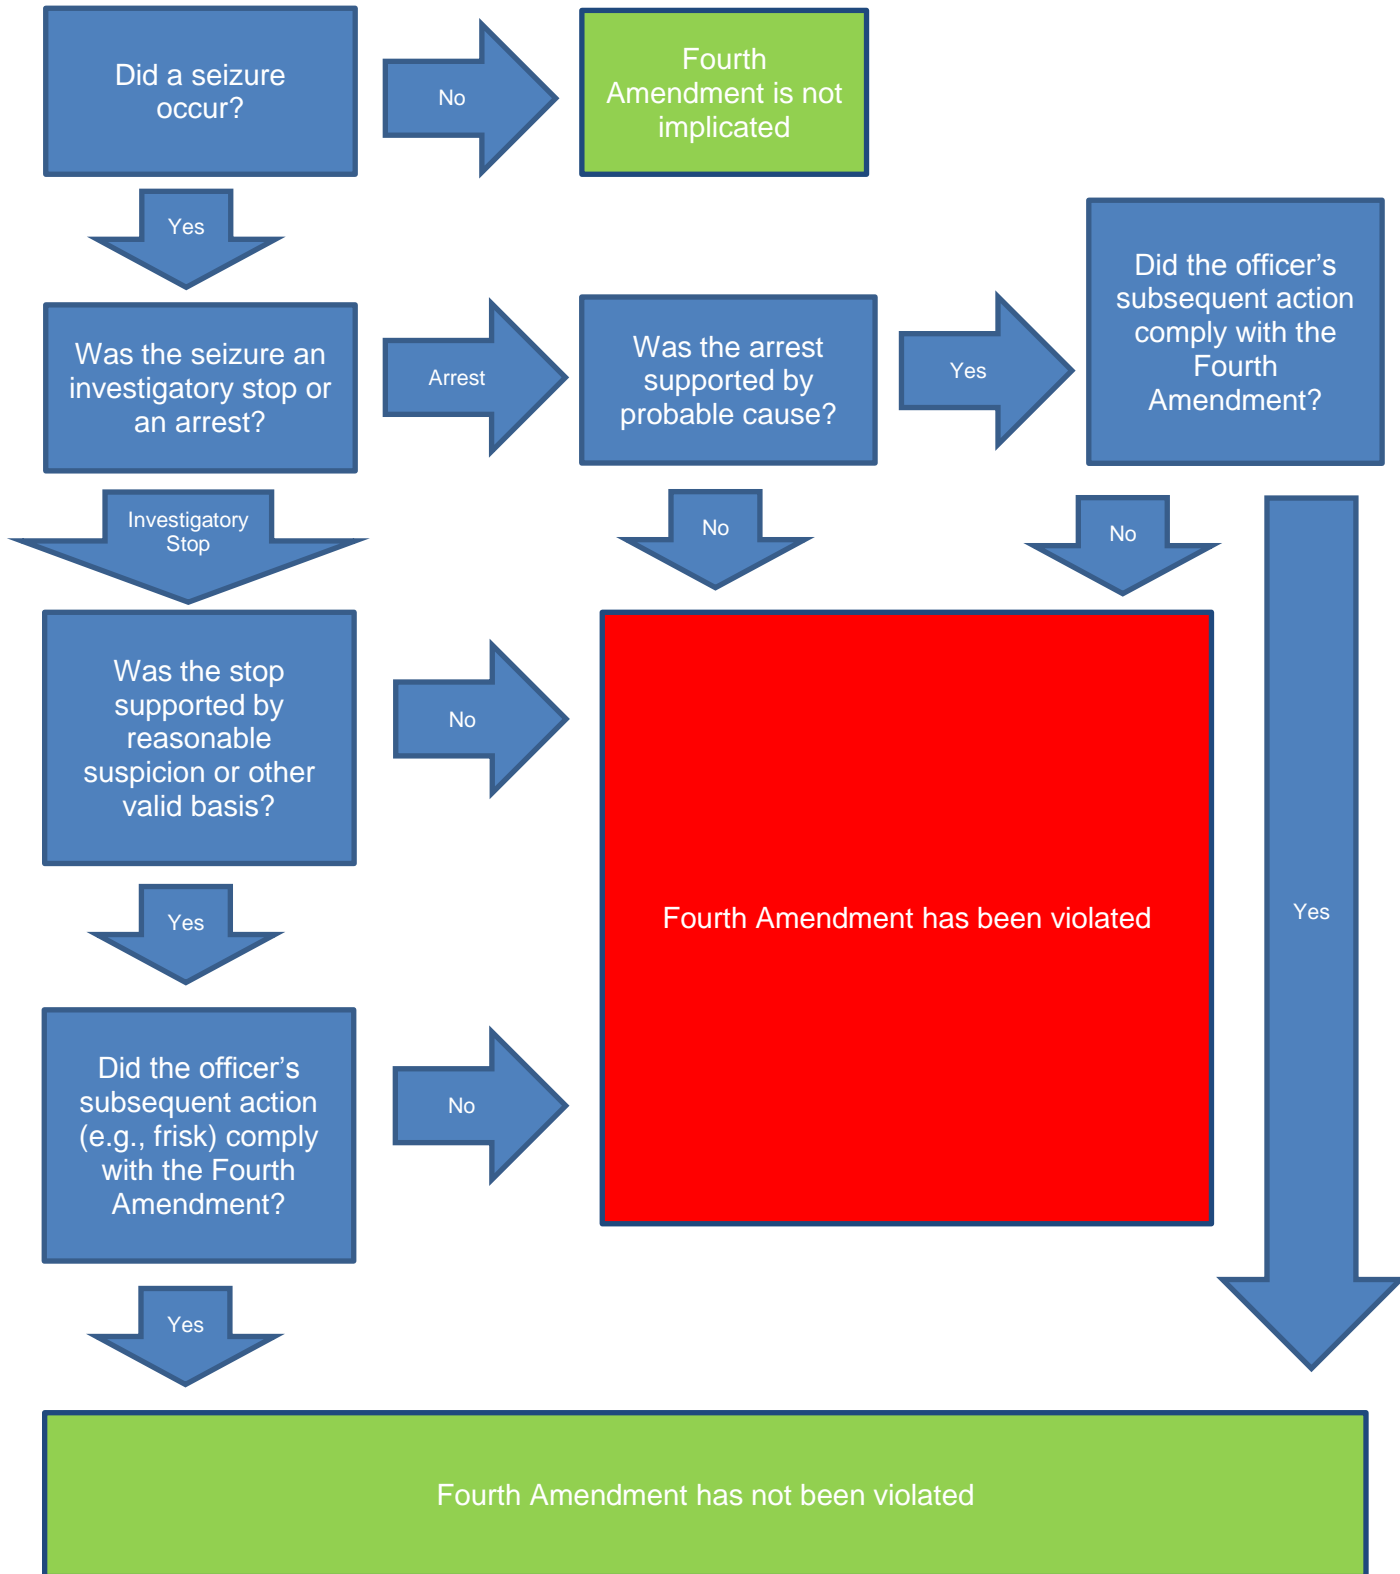 Did a seizure
occur?
No
Fourth
Amendment is not
implicated
Yes
Was the seizure an
investigatory stop or
an arrest?
Arrest
Was the arrest
supported by
probable cause?
Yes
Did the officer’s
subsequent action
comply with the
Fourth
Amendment?
Investigatory
Stop
No
No
Yes
Was the stop
supported by
reasonable
suspicion or other
valid basis?
No
Fourth Amendment has been violated
Yes
Did the officer’s
subsequent action
(e.g., frisk) comply
with the Fourth
Amendment?
No
Yes
Fourth Amendment has not been violated